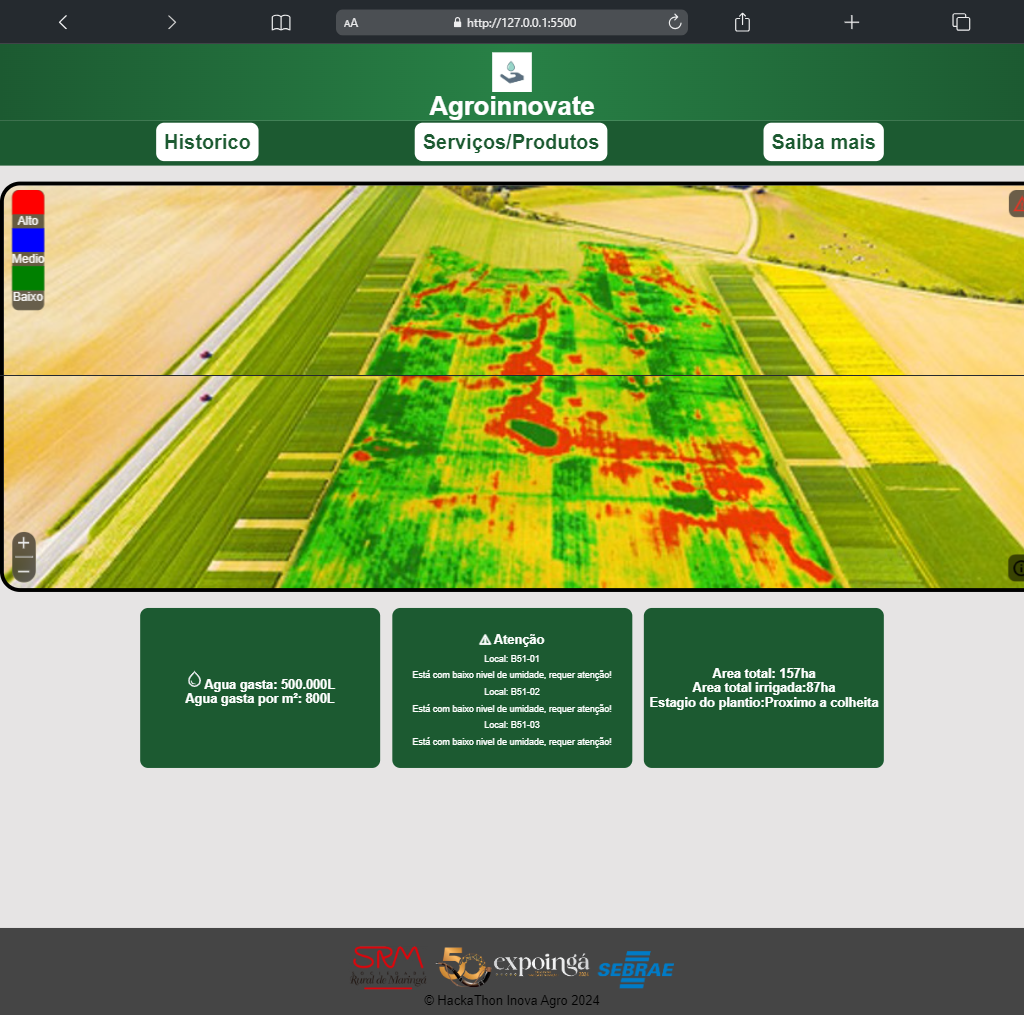 AA
http://127.0.0.1:5500
Agroinnovate
Historico
Serviços/Produtos
Saiba mais
Alto
Medio
Baixo
+
−
Agua gasta: 500.000L
Agua gasta por m²: 800L
Atenção
Local: B51-01
Está com baixo nivel de umidade, requer atenção!
Local: B51-02
Está com baixo nivel de umidade, requer atenção!
Local: B51-03
Está com baixo nivel de umidade, requer atenção!
Area total: 157ha
Area total irrigada:87ha
Estagio do plantio:Proximo a colheita
SRM
Rural de Maringá
50
expoingá
SEBRAE
© HackaThon Inova Agro 2024